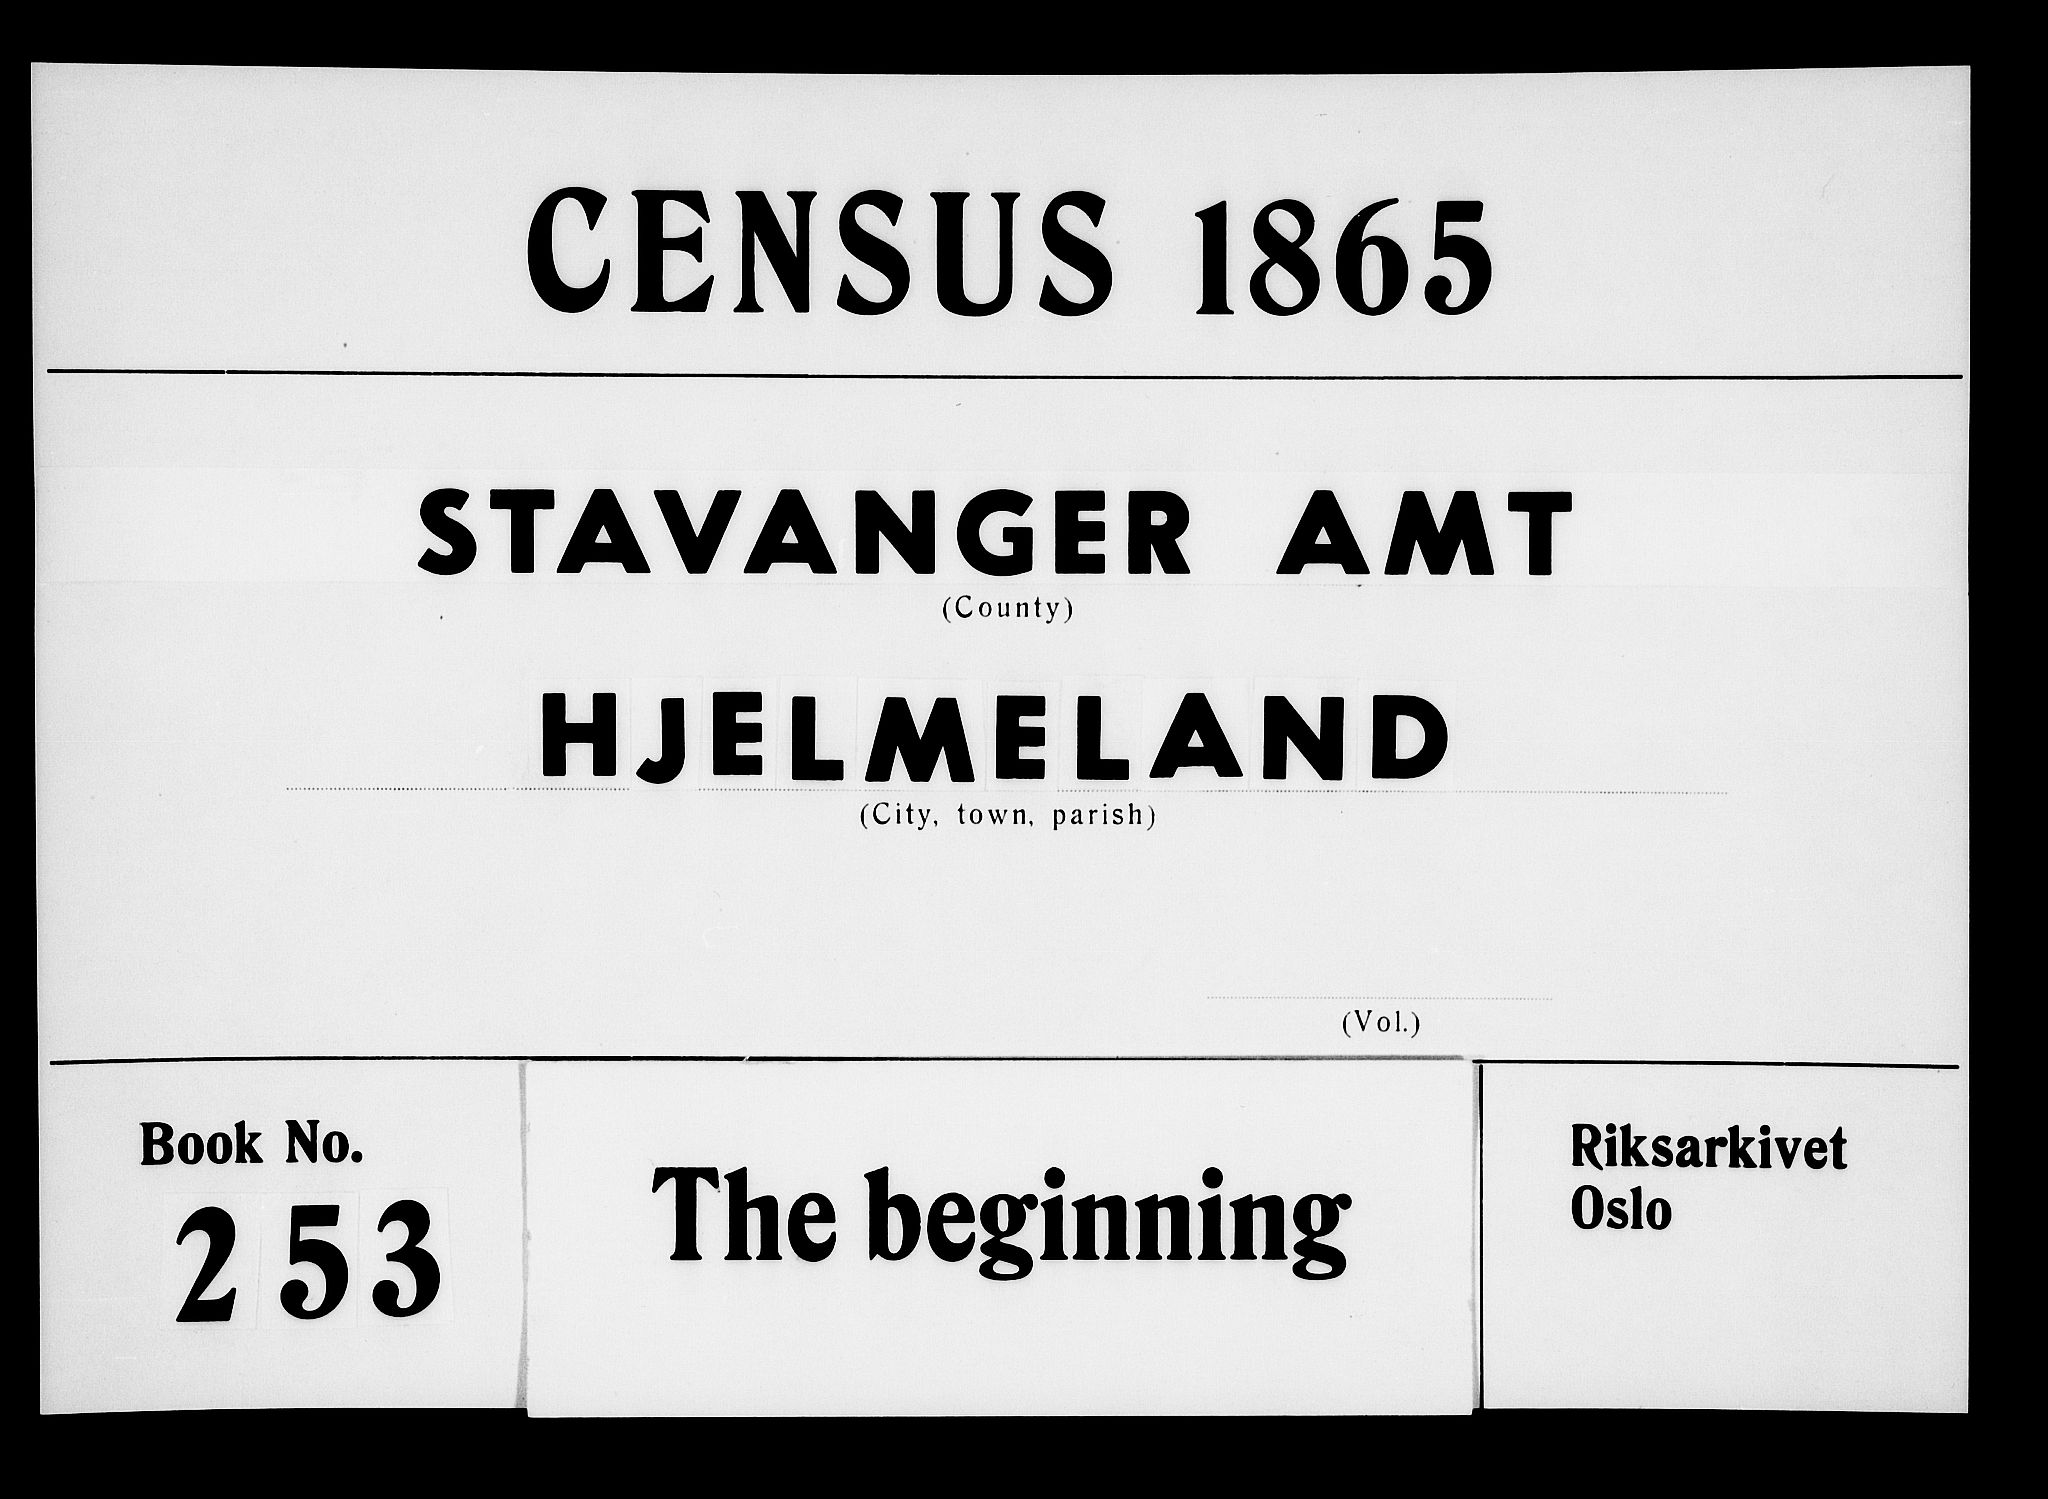 CENSUS 1865
STAVANGER AMT
(County)
HJELMELAND
(City, town, parish)
(Vol.)
Book No.
253
The beginning
Riksarkivet
Oslo